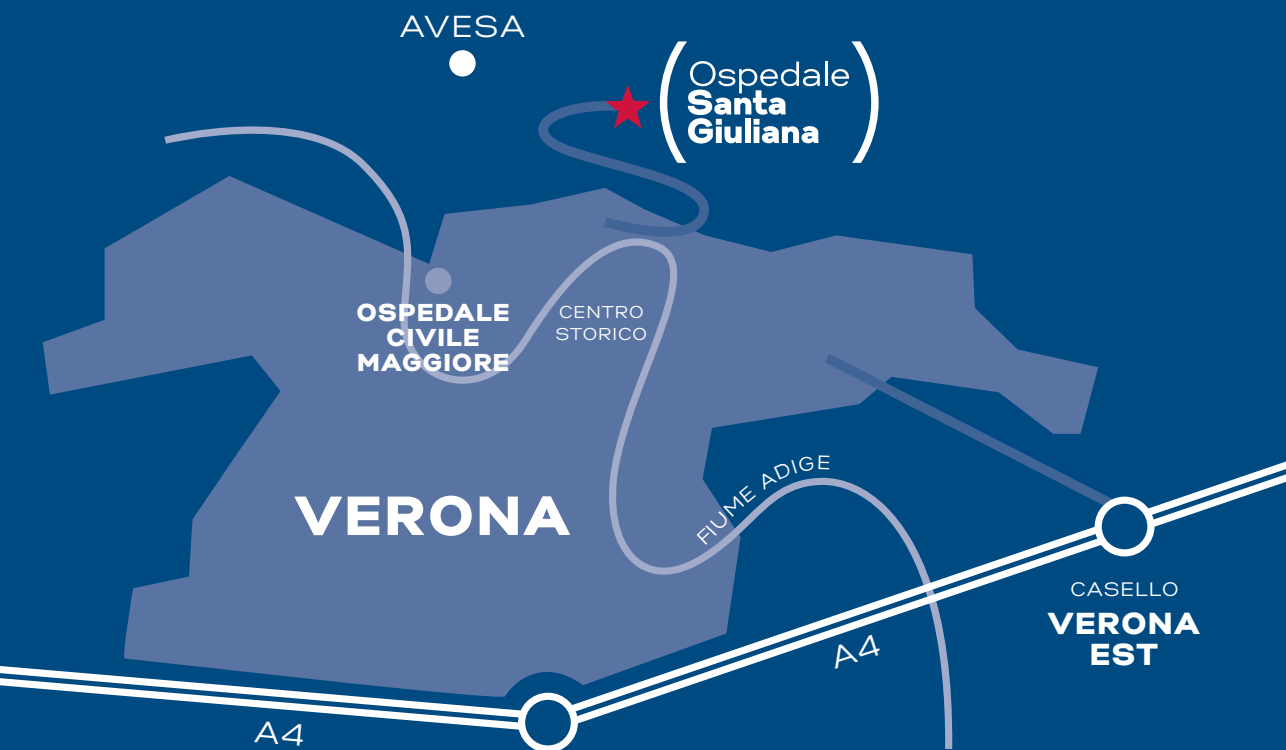 AVESA
Ospedale
Santa
Giuliana
OSPEDALE
CIVILE
MAGGIORE
CENTRO
STORICO
VERONA
FIUME ADIGE
CASELLO
VERONA
EST
A4
A4